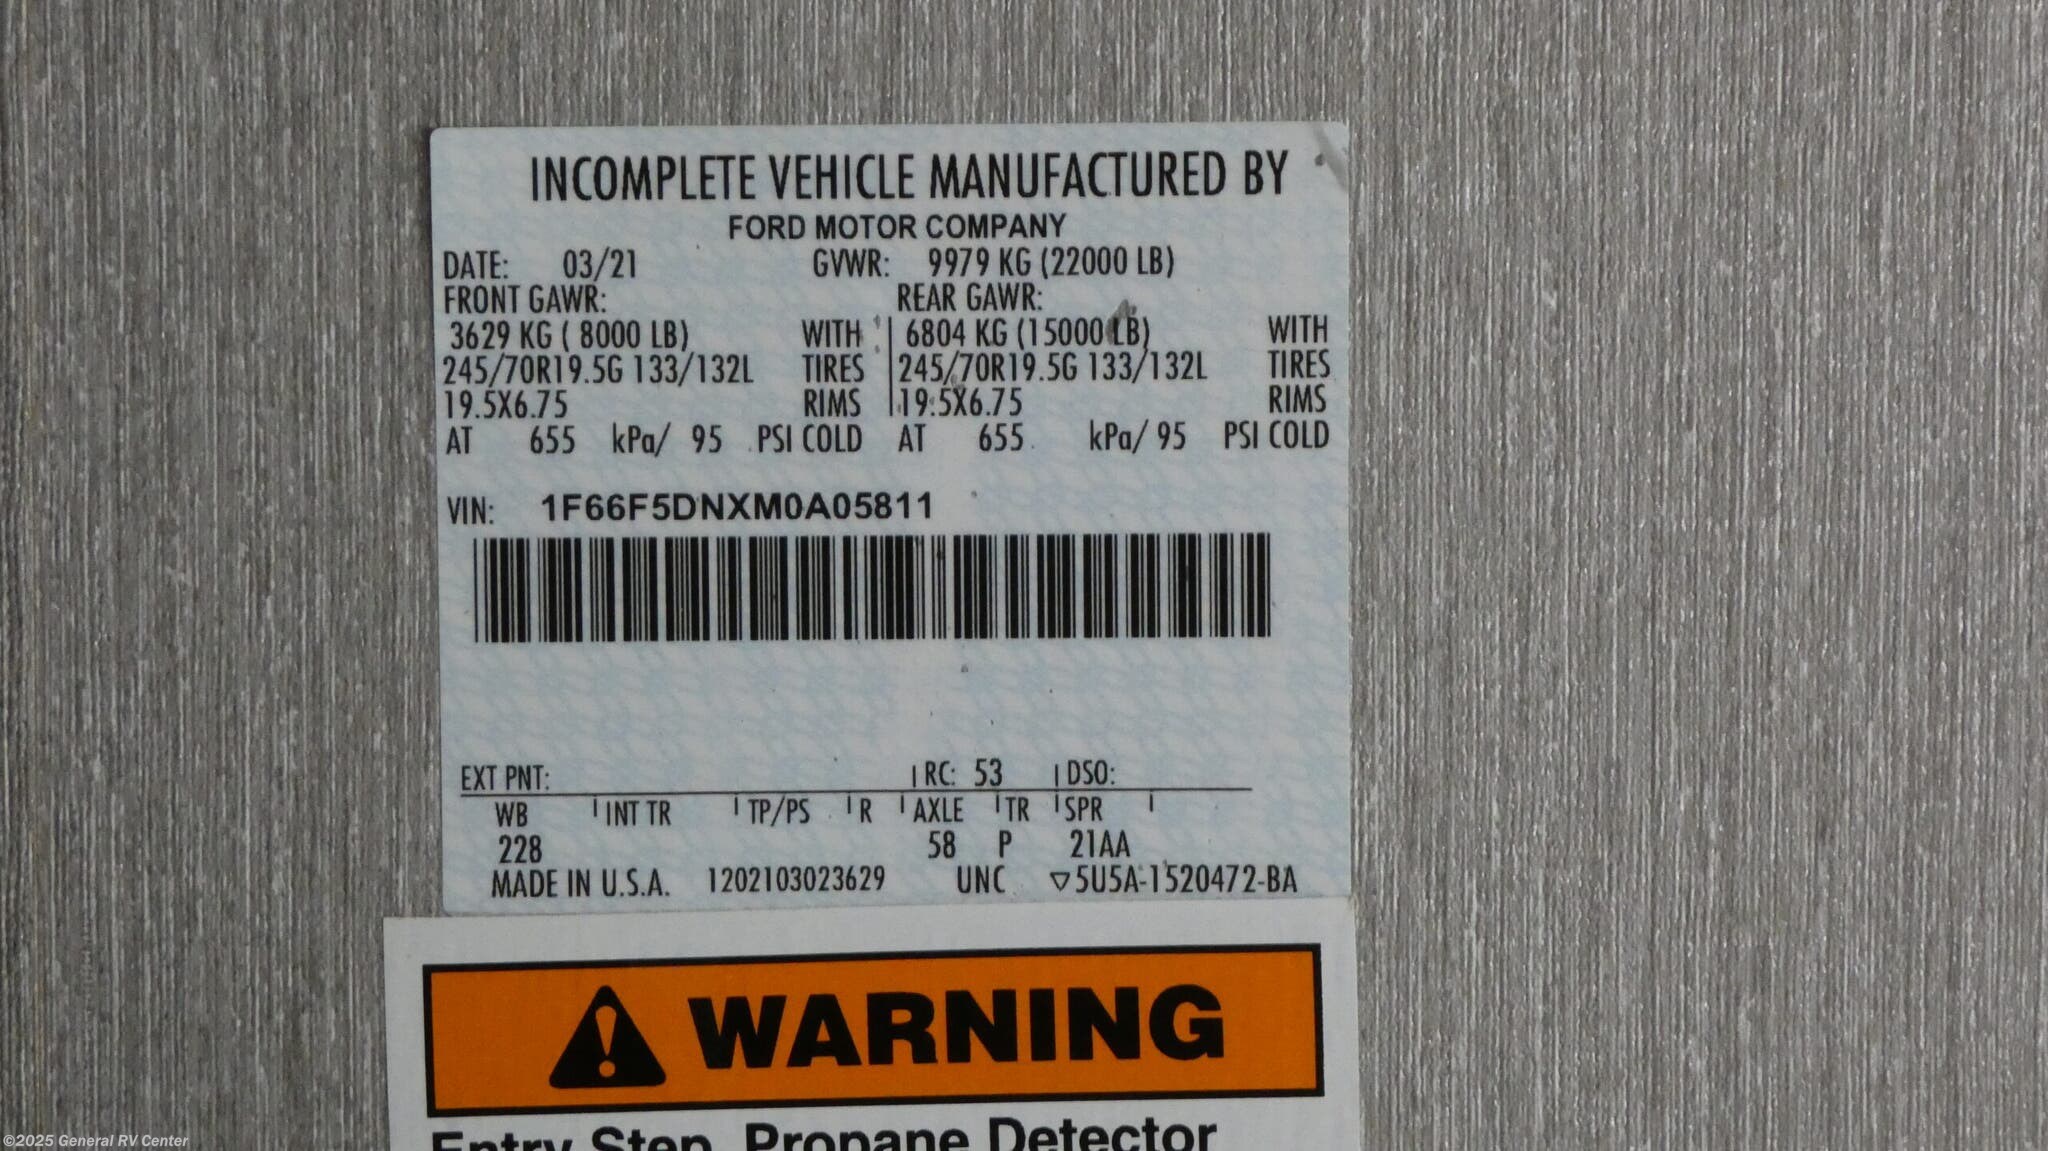 INCOMPLETE VEHICLE MANUFACTURED BY
FORD MOTOR COMPANY
DATE: 03/21 GVWR: 9979 KG (22000 LB)
FRONT GAWR: REAR GAWR:
3629 KG ( 8000 LB) WITH 6804 KG (15000 LB) WITH
245/70R19.5G 133/132L TIRES 245/70R19.5G 133/132L TIRES
19.5X6.75 RIMS 19.5X6.75 RIMS
AT 655 kPa/ 95 PSI COLD AT 655 kPa/ 95 PSI COLD
VIN: 1F66F5DNXM0A05811
EXT PNT: RC: 53 DSO:
WB INT TR TP/PS R AXLE TR SPR
228 58 P 21AA
MADE IN U.S.A. 1202103023629 UNC ▽5U5A-1520472-BA
WARNING
Entry Step, Propane Detector
©2025 General RV Center